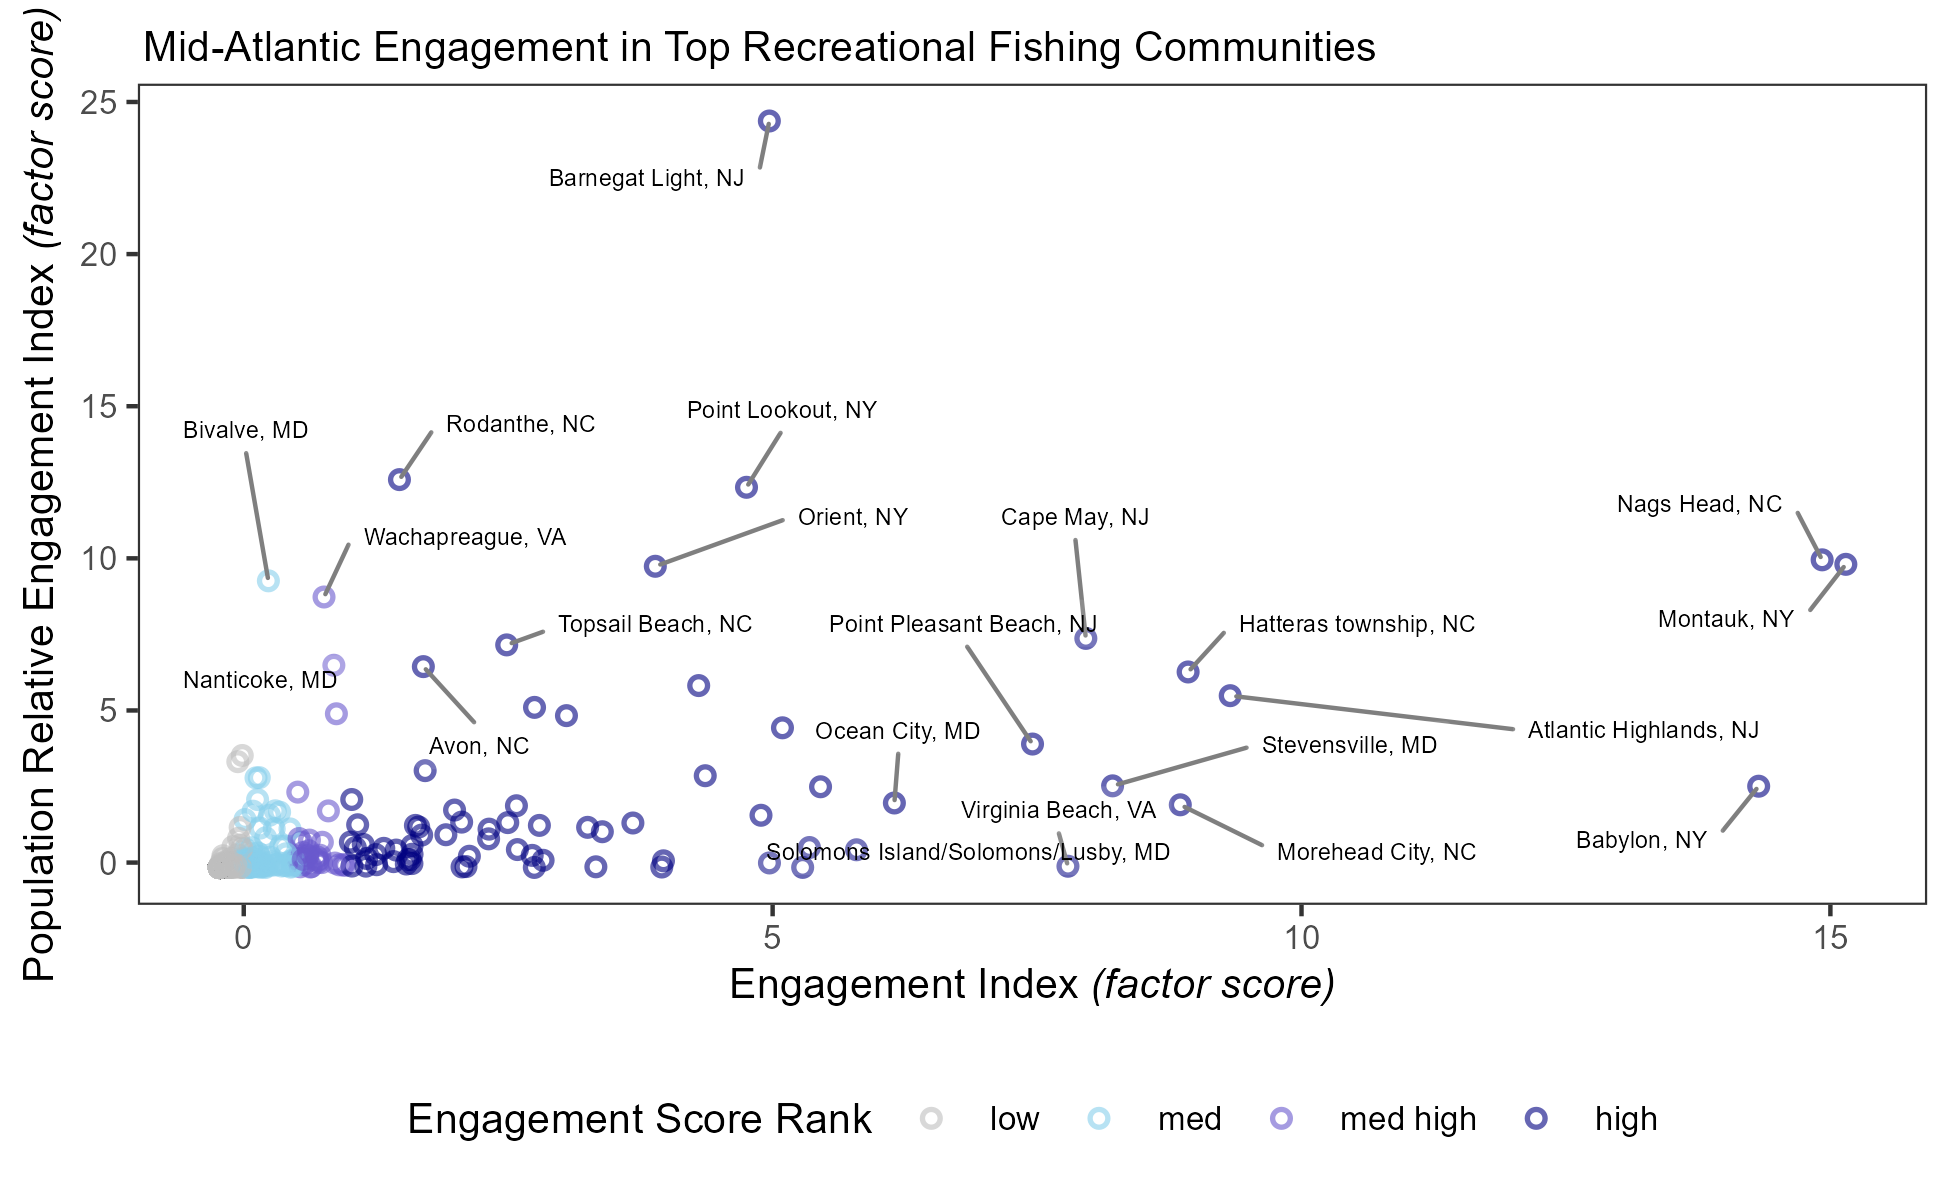 Mid-Atlantic Engagement in Top Recreational Fishing Communities
Population Relative Engagement Index (factor score)
25
20
15
10
5
0
Barnegat Light, NJ
Point Lookout, NY
Rodanthe, NC
Bivalve, MD
Nags Head, NC
Orient, NY
Cape May, NJ
Wachapreague, VA
Montauk, NY
Topsail Beach, NC
Point Pleasant Beach, NJ
Hatteras township, NC
Nanticoke, MD
Ocean City, MD
Atlantic Highlands, NJ
Avon, NC
Stevensville, MD
Virginia Beach, VA
Babylon, NY
Solomons Island/Solomons/Lusby, MD
Morehead City, NC
0
5
10
15
Engagement Index (factor score)
Engagement Score Rank
low
med
med high
high